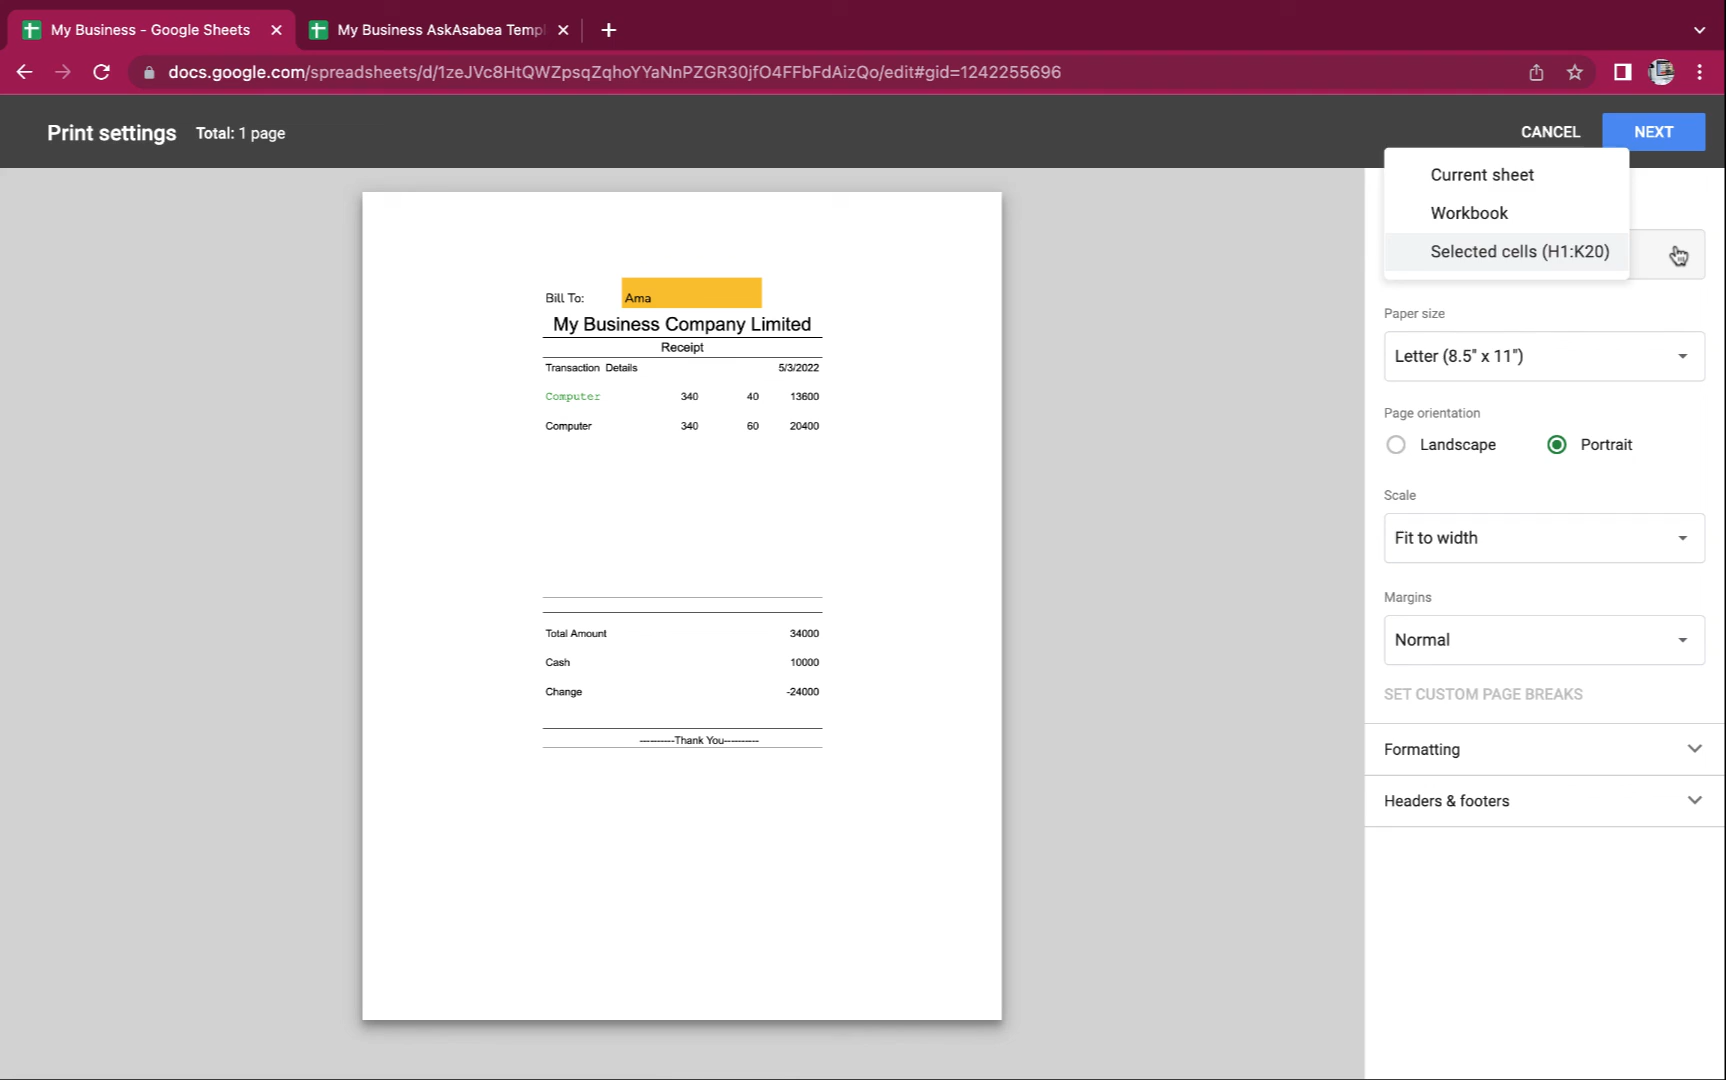 My Business - Google Sheets
My Business AskAsabea Templ
docs.google.com/spreadsheets/d/1zeJVc8HtQWZpsqZqhoYYaNnPZGR30jfO4FFbFdAizQo/edit#gid=1242255696
Print settings Total: 1 page
CANCEL
NEXT
Current sheet
Workbook
Selected cells (H1:K20)
Paper size
Letter (8.5" x 11")
Page orientation
Landscape Portrait
Scale
Fit to width
Margins
Normal
SET CUSTOM PAGE BREAKS
Formatting
Headers & footers
Bill To: Ama
My Business Company Limited
Receipt
Transaction Details 5/3/2022
Computer 340 40 13600
Computer 340 60 20400
Total Amount 34000
Cash 10000
Change -24000
----------Thank You----------